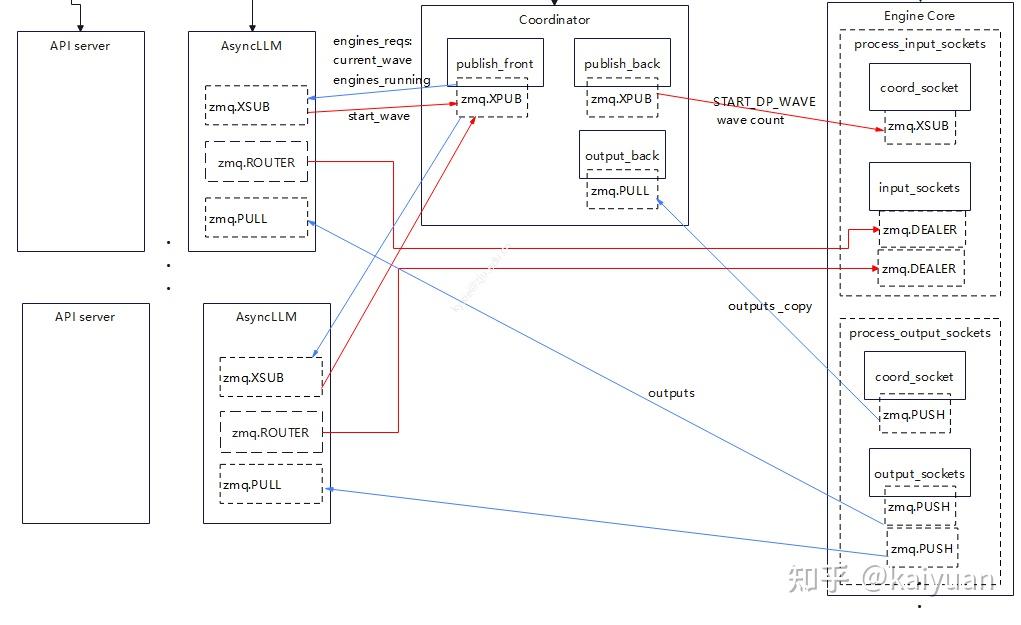 API server
AsyncLLM
zmq.XSUB
zmq.ROUTER
zmq.PULL
engines_reqs:
current_wave
engines_running
start_wave
Coordinator
publish_front
zmq.XPUB
publish_back
zmq.XPUB
output_back
zmq.PULL
START_DP_WAVE
wave count
Engine Core
process_input_sockets
coord_socket
zmq.XSUB
input_sockets
zmq.DEALER
zmq.DEALER
outputs_copy
outputs
process_output_sockets
coord_socket
zmq.PUSH
output_sockets
zmq.PUSH
zmq.PUSH
API server
AsyncLLM
zmq.XSUB
zmq.ROUTER
zmq.PULL
知乎 @kaiyuan